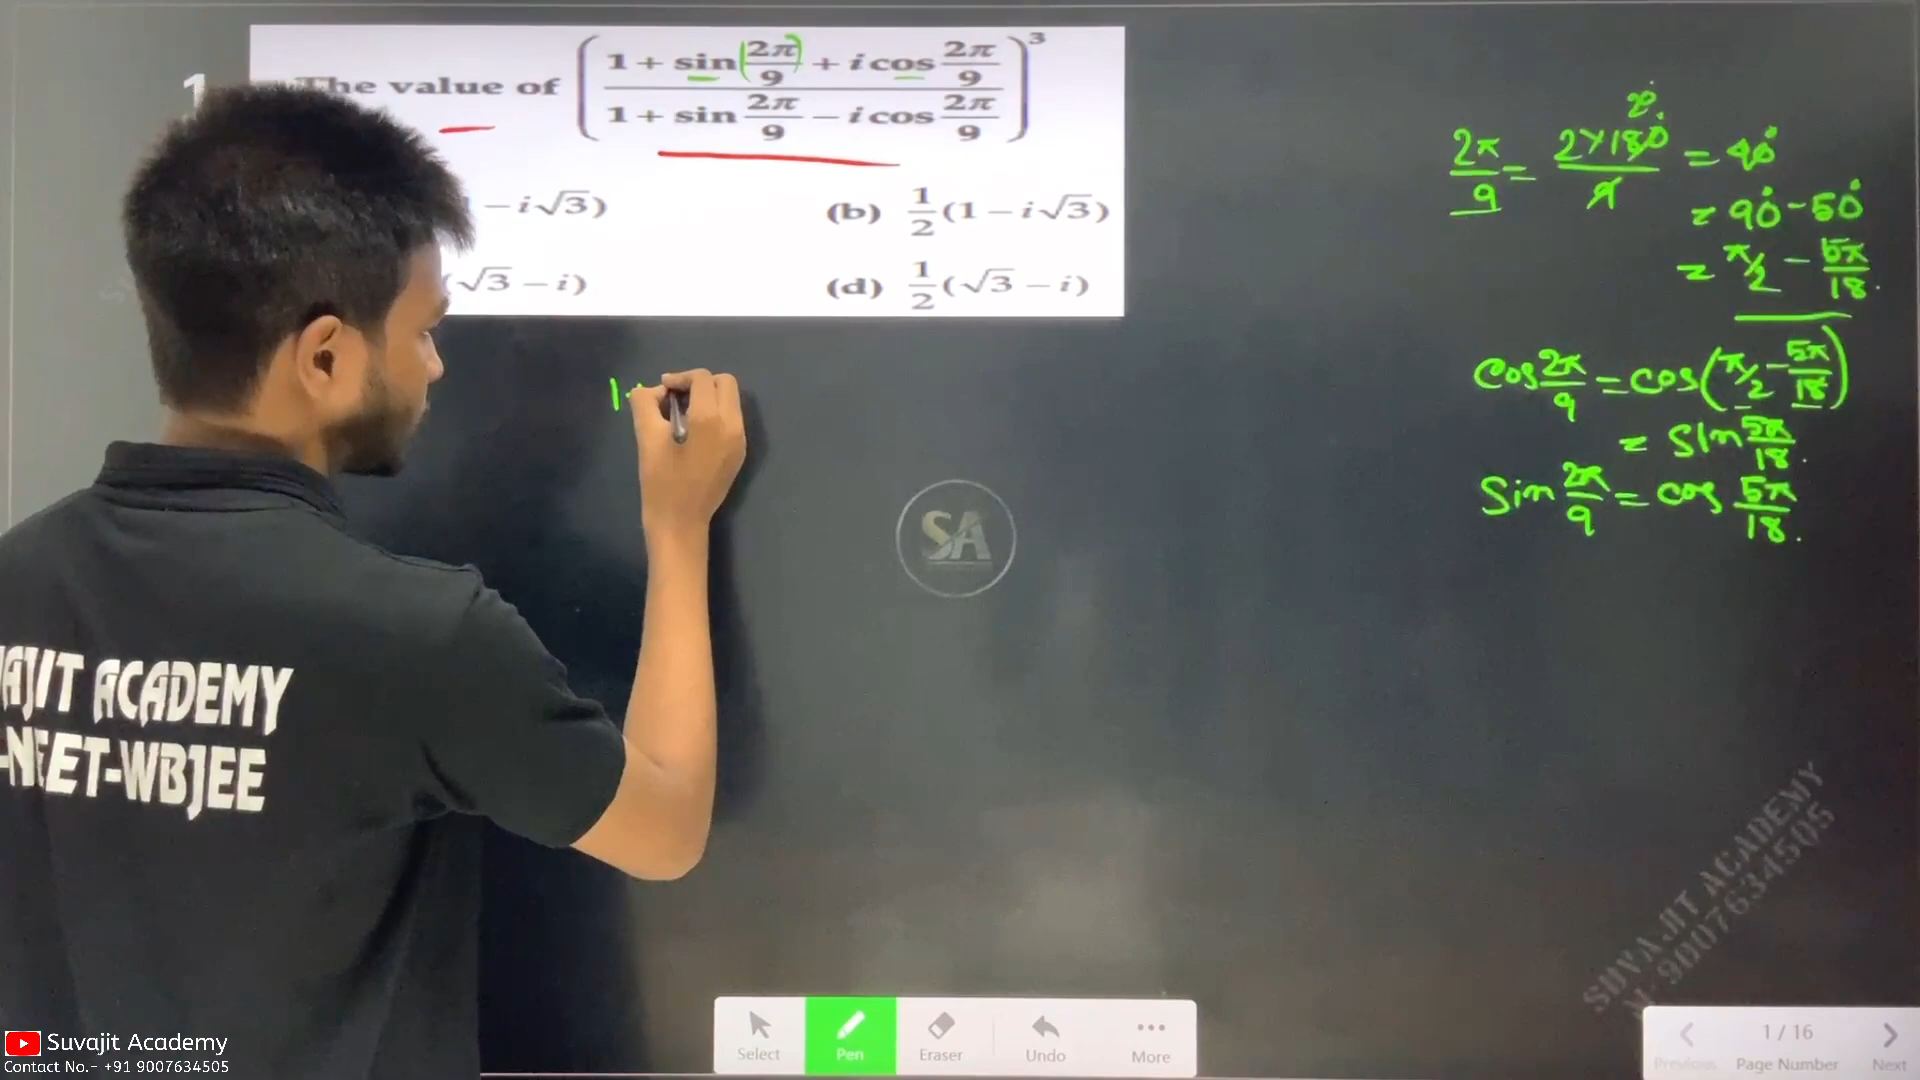 The value of (1 + sin(2π/9) + i cos 2π/9 / 1 + sin 2π/9 − i cos 2π/9)³
− i√3)
(b) 1/2(1 − i√3)
(√3 − i)
(d) 1/2(√3 − i)
2π/9 = 2×180°/9 = 40°
= 90° − 50°
= π/2 − 5π/18.
cos 2π/9 = cos(π/2 − 5π/18)
= sin 5π/18.
Sin 2π/9 = cos 5π/18.
1+
SA
AJIT ACADEMY
-NEET-WBJEE
SUVAJIT ACADEMY
M-9007634505
Suvajit Academy
Contact No.- +91 9007634505
Select
Pen
Eraser
Undo
More
1 / 16
Previous
Page Number
Next